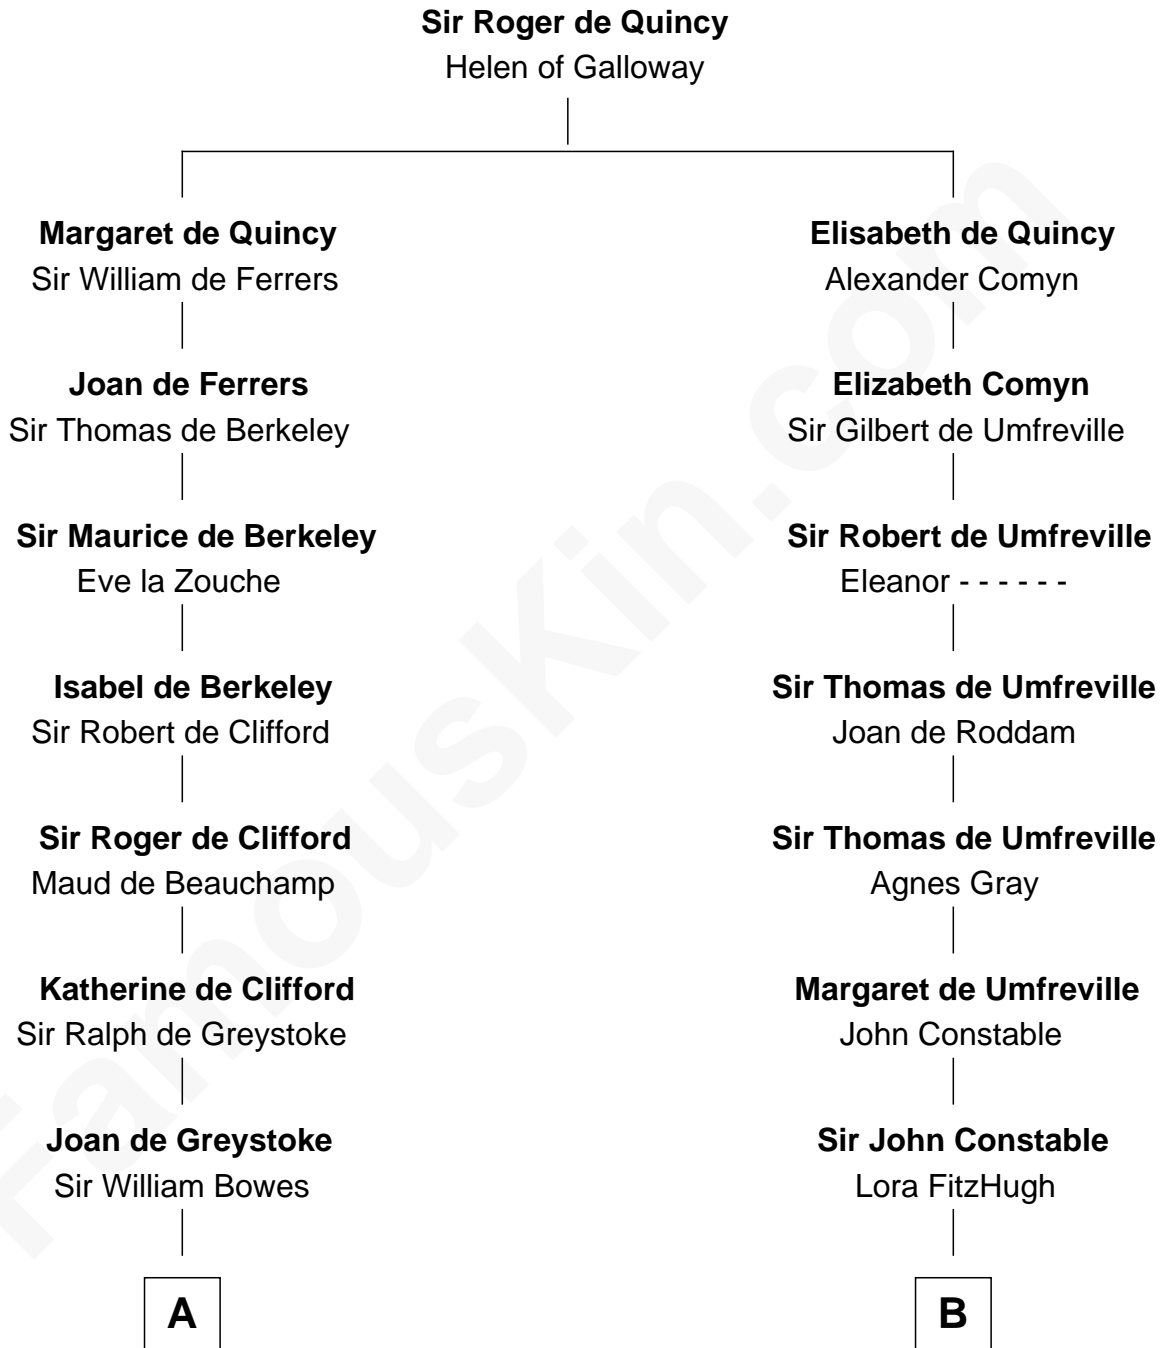 Sir Roger de Quincy
Helen of Galloway
Margaret de Quincy
Sir William de Ferrers
Elisabeth de Quincy
Alexander Comyn
Joan de Ferrers
Sir Thomas de Berkeley
Elizabeth Comyn
Sir Gilbert de Umfreville
Sir Maurice de Berkeley
Eve la Zouche
Sir Robert de Umfreville
Eleanor - - - - - -
Isabel de Berkeley
Sir Robert de Clifford
Sir Thomas de Umfreville
Joan de Roddam
Sir Roger de Clifford
Maud de Beauchamp
Sir Thomas de Umfreville
Agnes Gray
Katherine de Clifford
Sir Ralph de Greystoke
Margaret de Umfreville
John Constable
Joan de Greystoke
Sir William Bowes
Sir John Constable
Lora FitzHugh
A
B
FamousKin.com